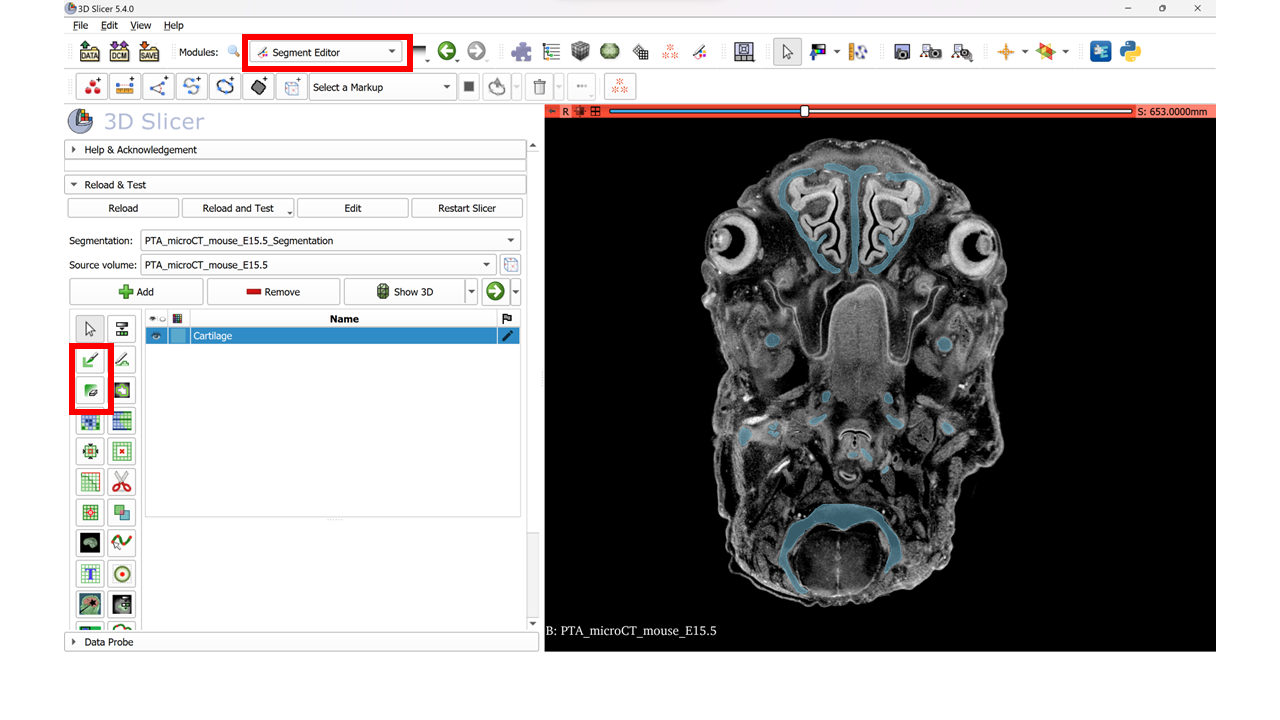 3D Slicer 5.4.0
File Edit View Help
DATA DCM SAVE Modules: Segment Editor
Select a Markup
3D Slicer
R S: 653.0000mm
Help & Acknowledgement
Reload & Test
Reload Reload and Test Edit Restart Slicer
Segmentation: PTA_microCT_mouse_E15.5_Segmentation
Source volume: PTA_microCT_mouse_E15.5
Add Remove Show 3D
Name
Cartilage
T
B: PTA_microCT_mouse_E15.5
Data Probe